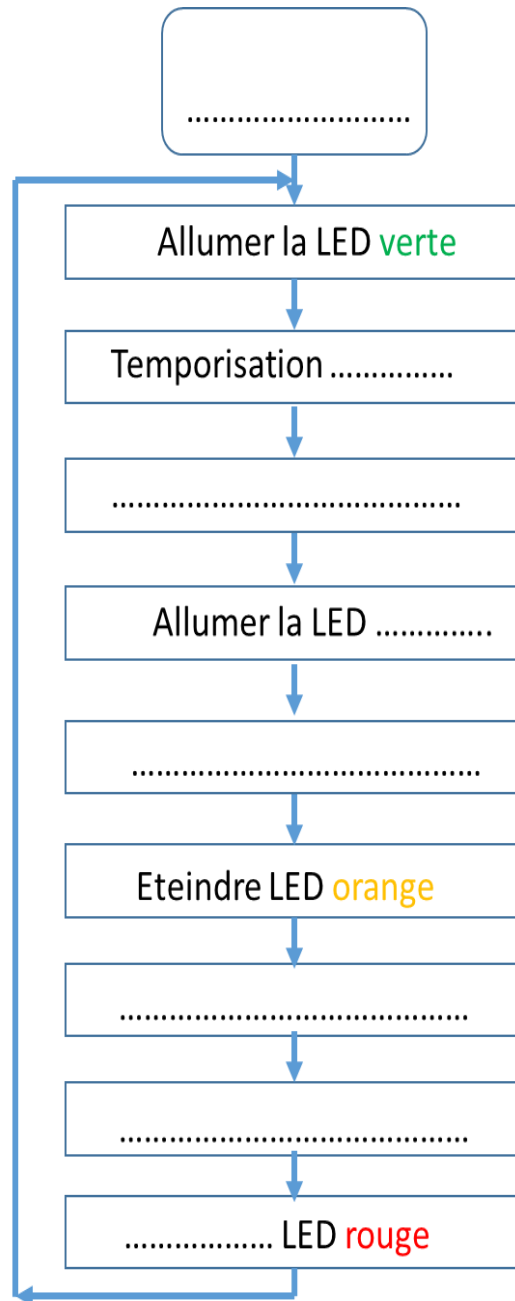 ...........................
Allumer la LED verte
Temporisation ...............
..........................................
Allumer la LED ..............
..........................................
Eteindre LED orange
..........................................
..........................................
.................. LED rouge